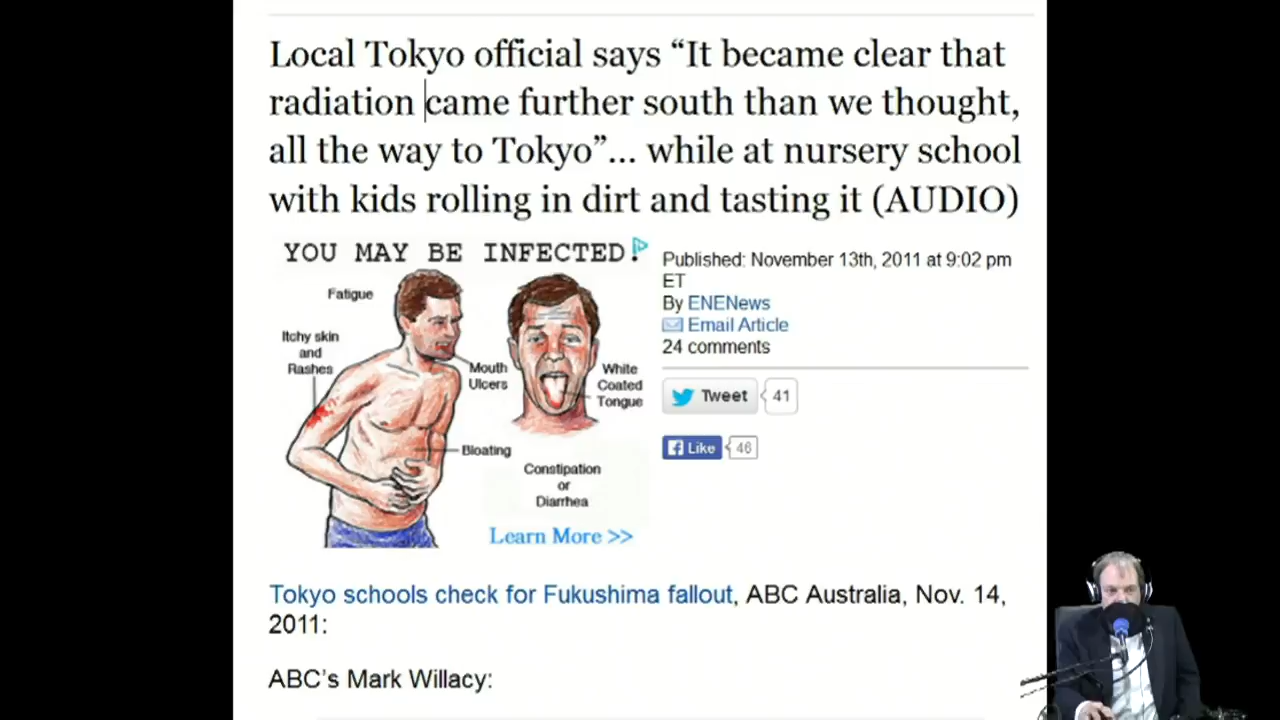 Local Tokyo official says “It became clear that
radiation came further south than we thought,
all the way to Tokyo”... while at nursery school
with kids rolling in dirt and tasting it (AUDIO)
YOU MAY BE INFECTED!
Fatigue
Itchy skin
and
Rashes
Mouth
Ulcers
White
Coated
Tongue
Bloating
Constipation
or
Diarrhea
Learn More >>
Published: November 13th, 2011 at 9:02 pm
ET
By ENENews
Email Article
24 comments
Tweet 41
Like 46
Tokyo schools check for Fukushima fallout, ABC Australia, Nov. 14,
2011:
ABC’s Mark Willacy: